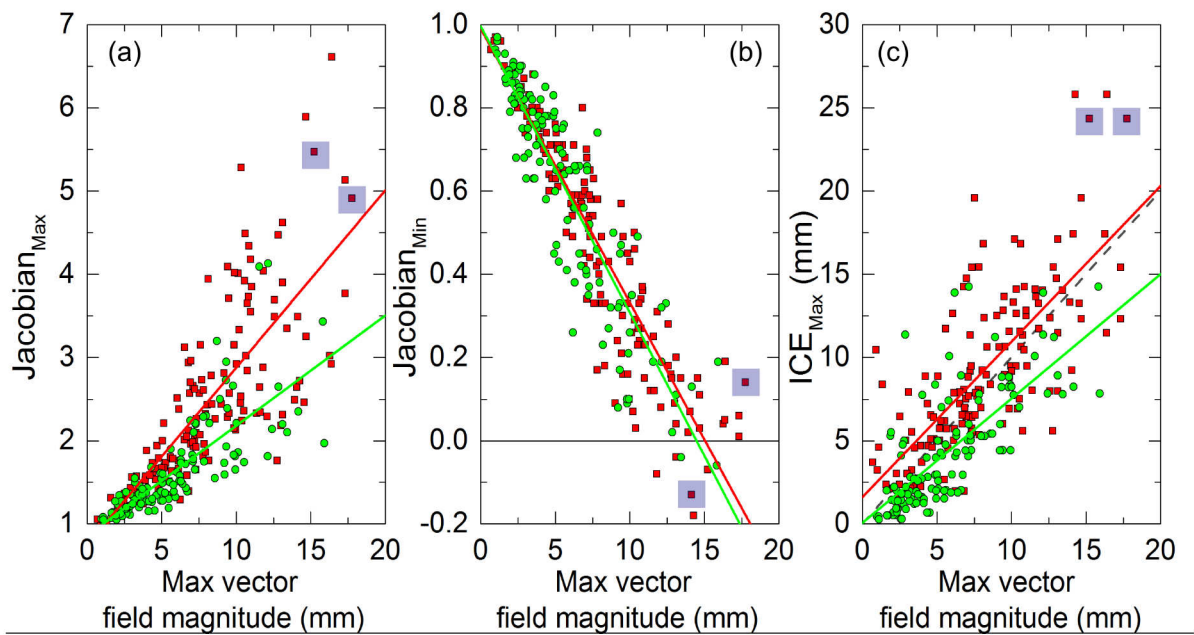 (a)
7
6
5
4
3
2
1
Jacobian_Max
0 5 10 15 20
Max vector
field magnitude (mm)
(b)
1.0
0.8
0.6
0.4
0.2
0.0
-0.2
Jacobian_Min
0 5 10 15 20
Max vector
field magnitude (mm)
(c)
30
25
20
15
10
5
0
ICE_Max (mm)
0 5 10 15 20
Max vector
field magnitude (mm)